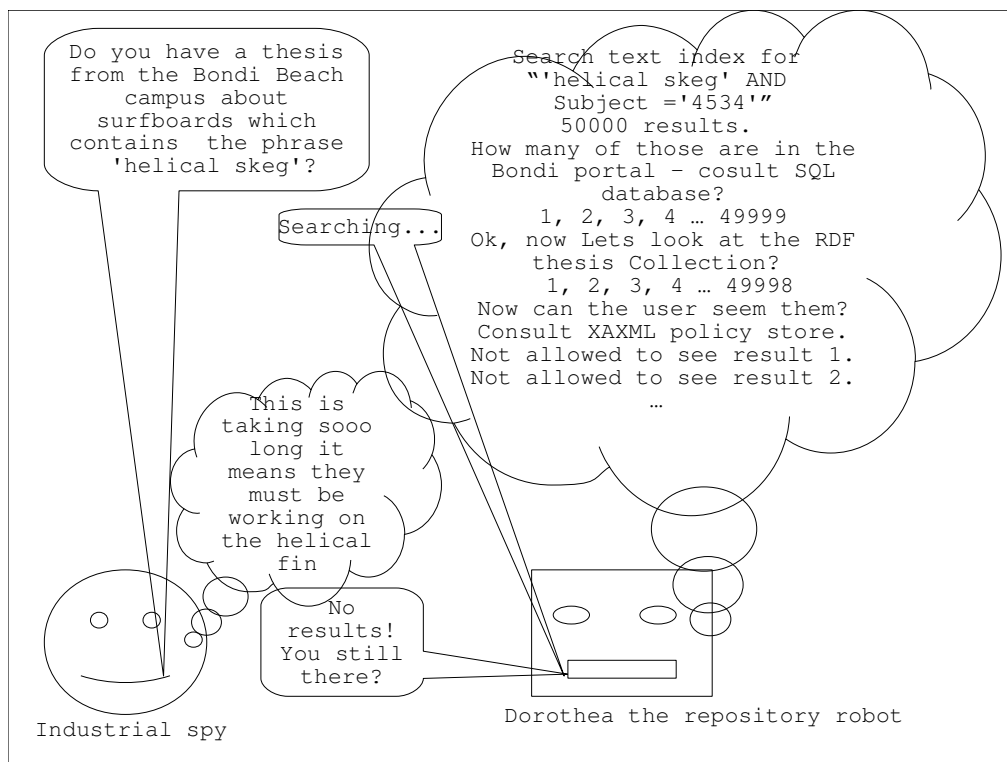 Do you have a thesis
from the Bondi Beach
campus about
surfboards which
contains  the phrase
'helical skeg'?
Searching...
Search text index for
“'helical skeg' AND
Subject ='4534'”
50000 results.
How many of those are in the
Bondi portal – cosult SQL
database?
1, 2, 3, 4 … 49999
Ok, now Lets look at the RDF
thesis Collection?
1, 2, 3, 4 … 49998
Now can the user seem them?
Consult XAXML policy store.
Not allowed to see result 1.
Not allowed to see result 2.
…
This is
taking sooo
long it
means they
must be
working on
the helical
fin
No
results!
You still
there?
Industrial spy
Dorothea the repository robot